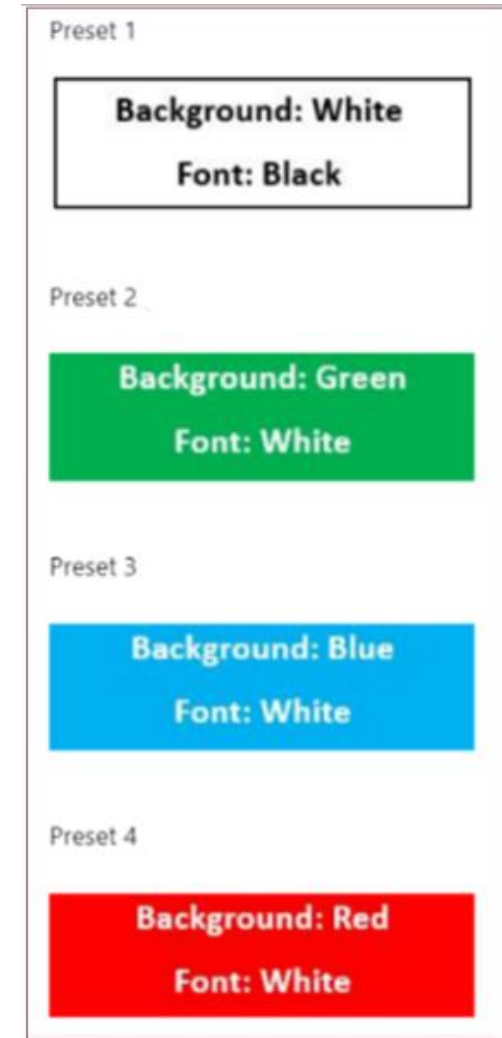 Preset 1
Background: White
Font: Black
Preset 2
Background: Green
Font: White
Preset 3
Background: Blue
Font: White
Preset 4
Background: Red
Font: White